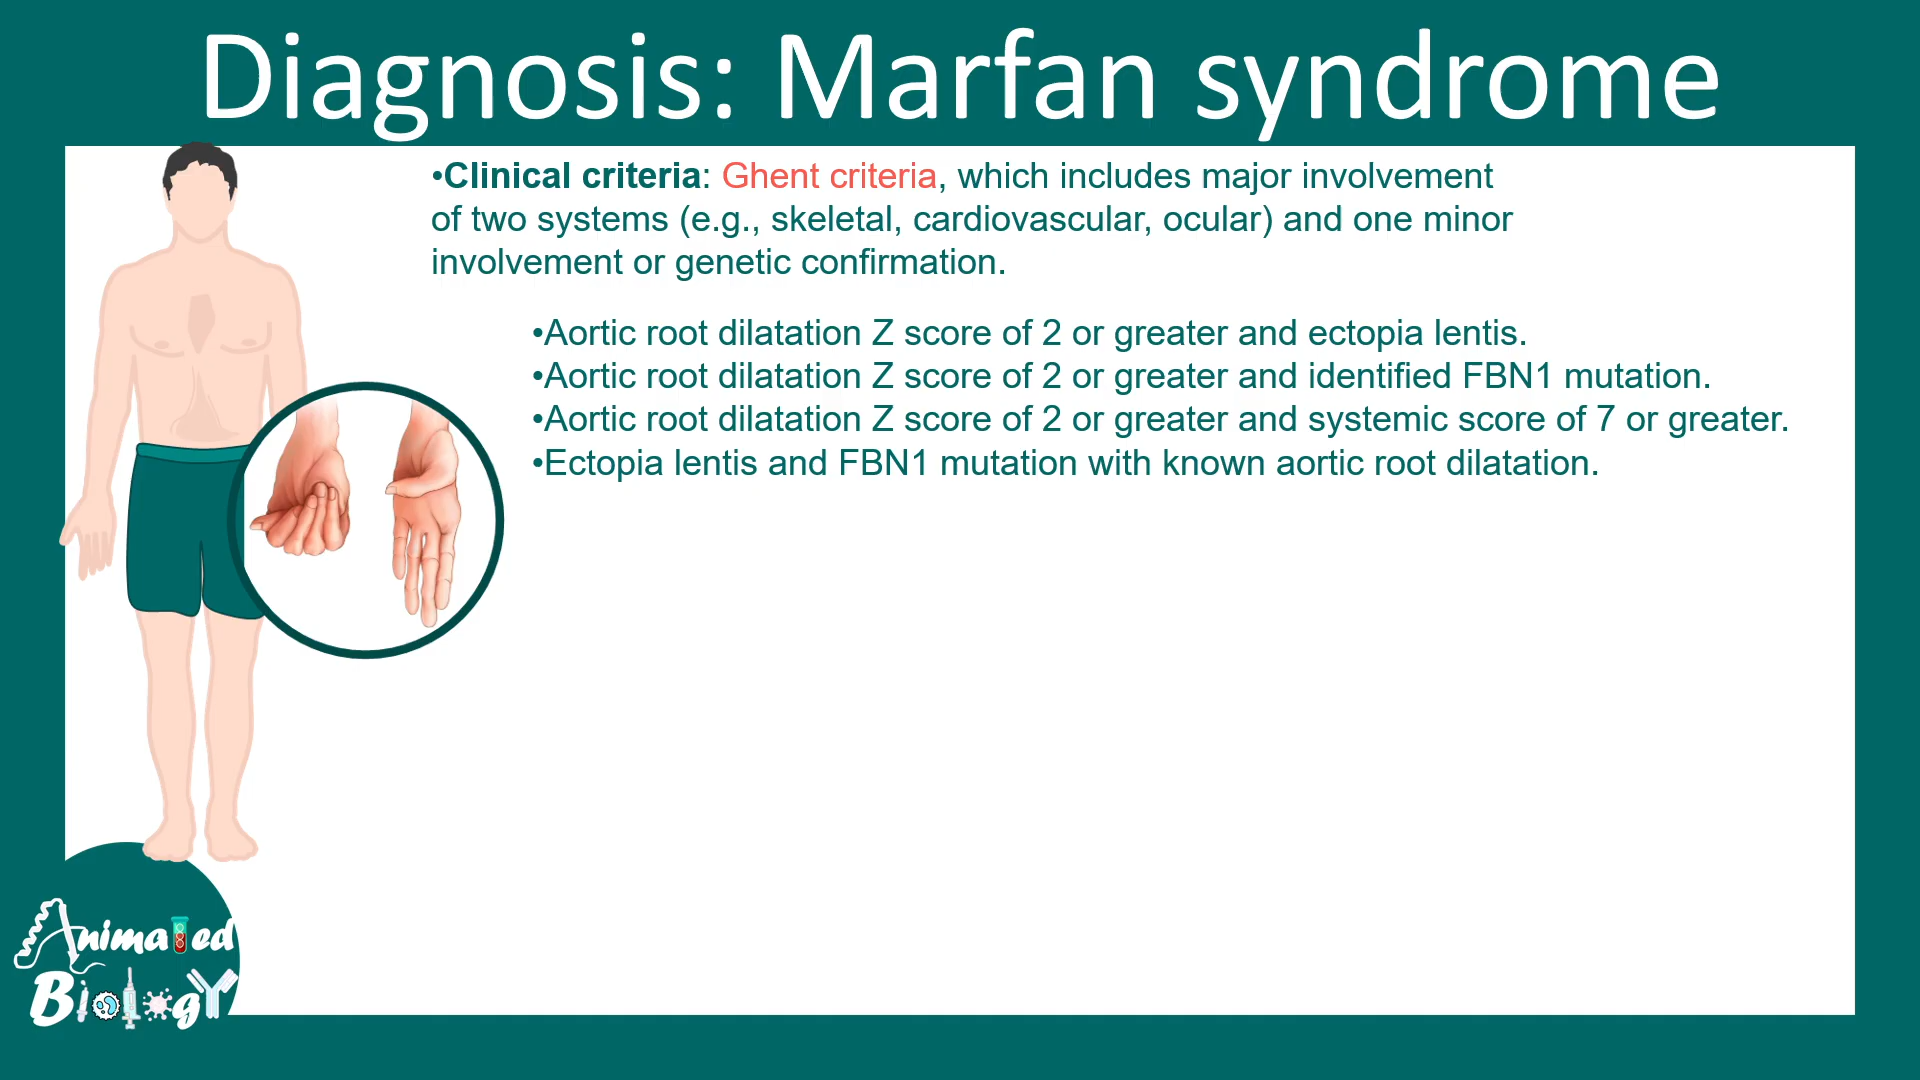 Diagnosis: Marfan syndrome
•Clinical criteria: Ghent criteria, which includes major involvement
of two systems (e.g., skeletal, cardiovascular, ocular) and one minor
involvement or genetic confirmation.
•Aortic root dilatation Z score of 2 or greater and ectopia lentis.
•Aortic root dilatation Z score of 2 or greater and identified FBN1 mutation.
•Aortic root dilatation Z score of 2 or greater and systemic score of 7 or greater.
•Ectopia lentis and FBN1 mutation with known aortic root dilatation.
Animated
Biology